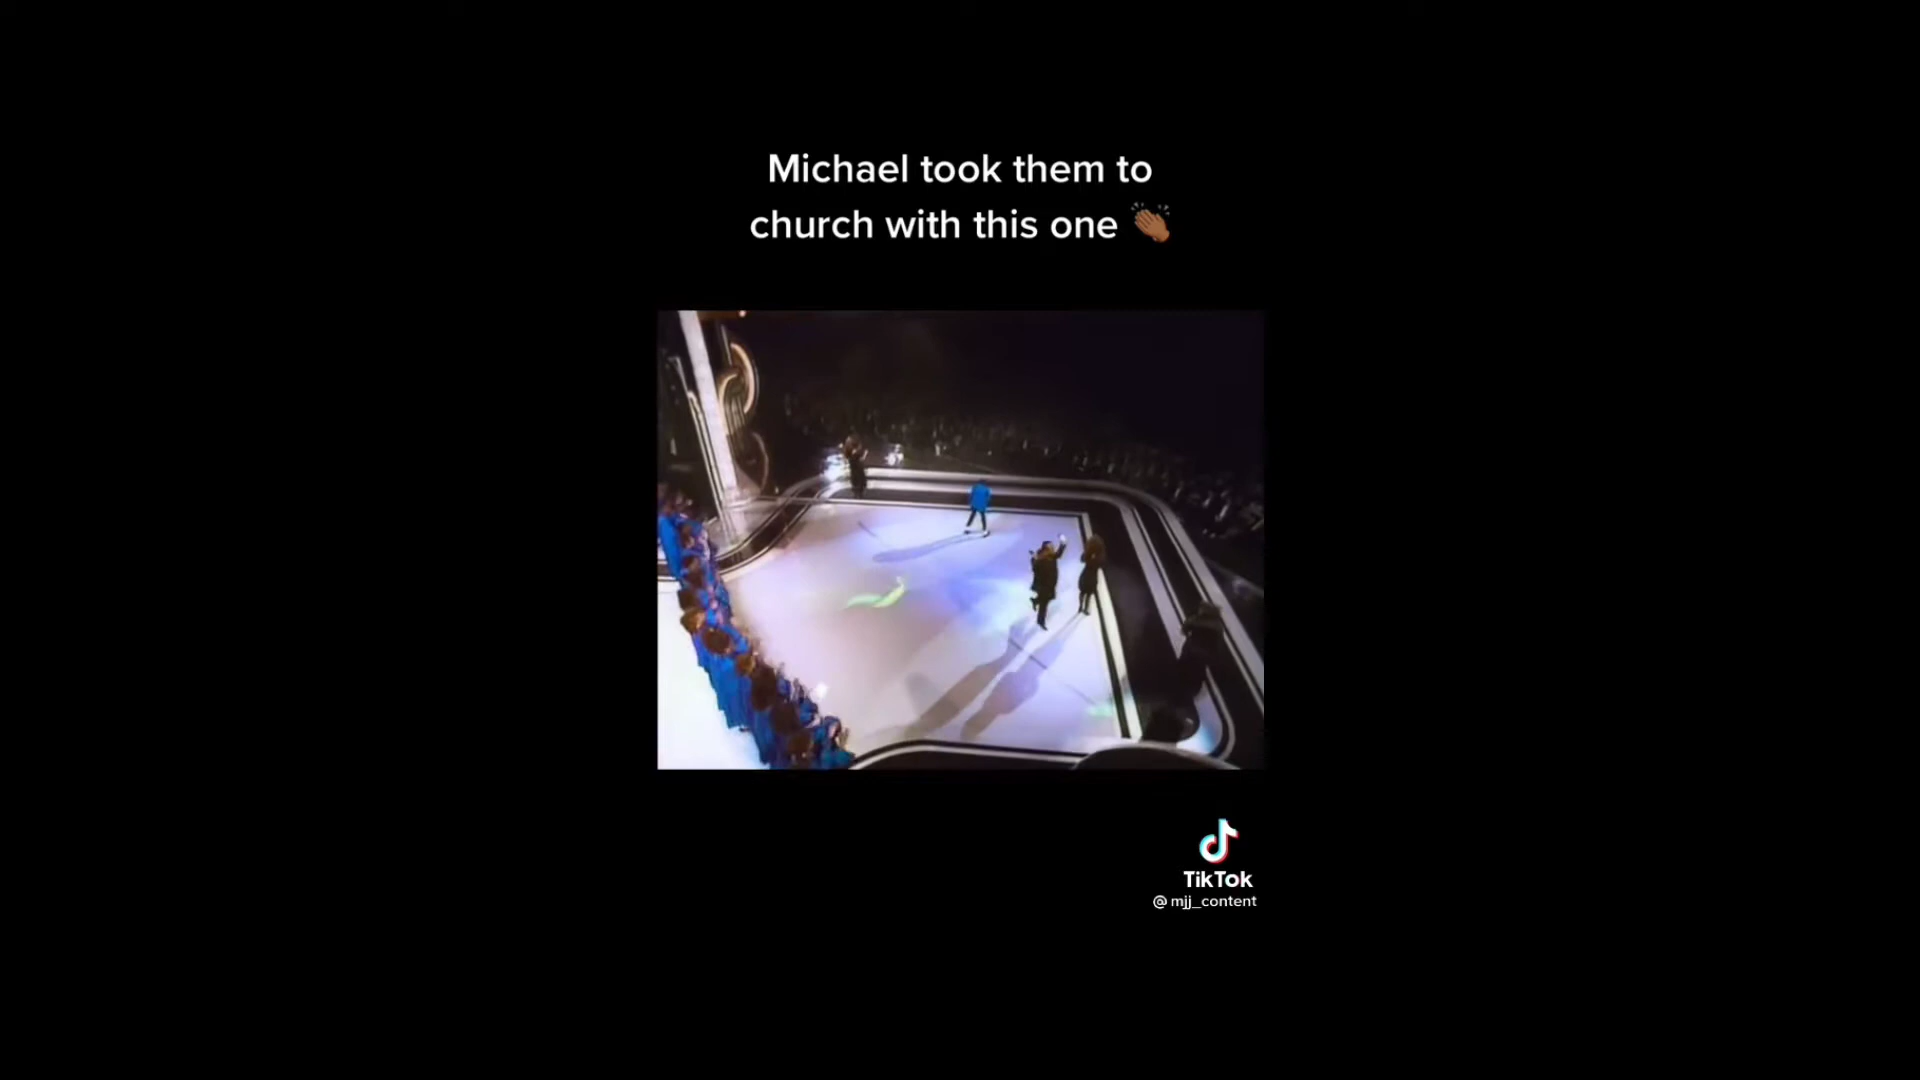 Michael took them to
church with this one 👏🏾
TikTok
@mjj_content